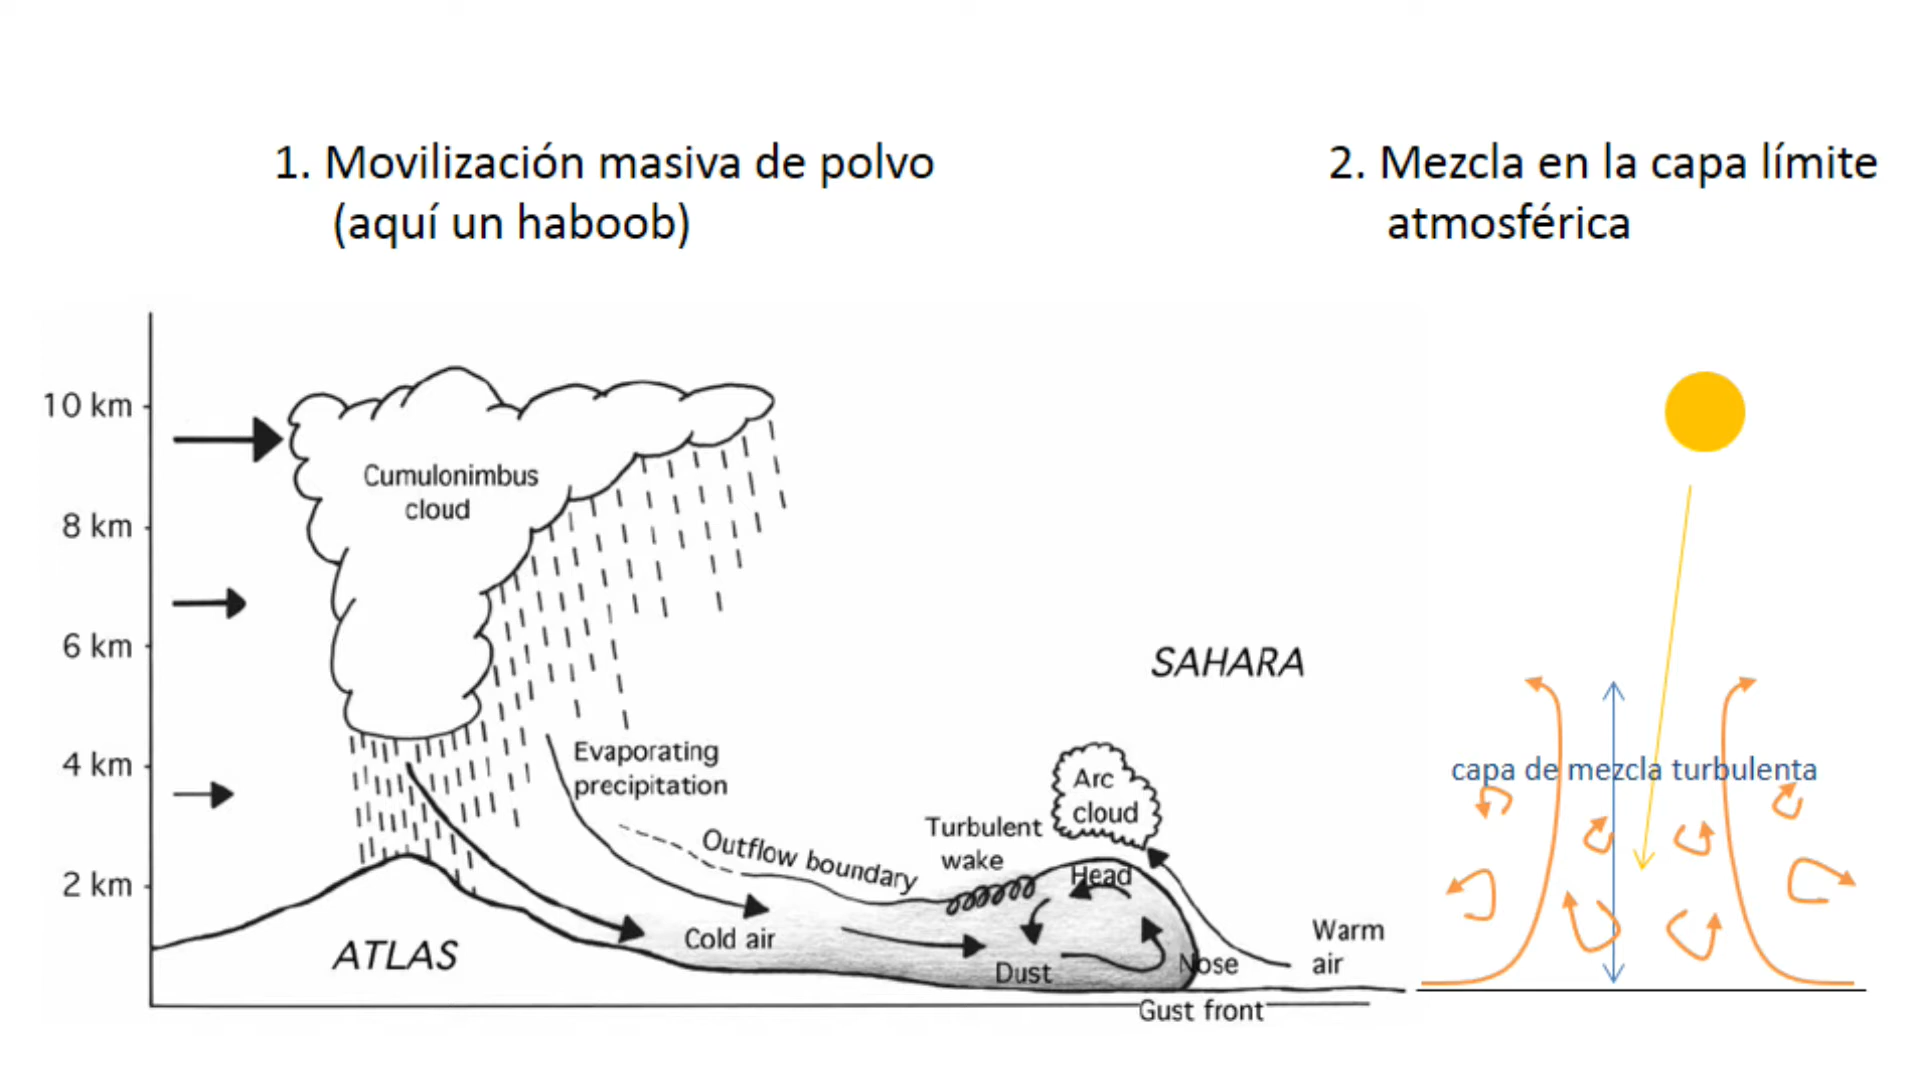 1. Movilización masiva de polvo
(aquí un haboob)
2. Mezcla en la capa límite
atmosférica
10 km
8 km
6 km
4 km
2 km
Cumulonimbus
cloud
SAHARA
Evaporating
precipitation
Outflow boundary
Turbulent
wake
Arc
cloud
Head
Cold air
Dust
Nose
Warm
air
Gust front
ATLAS
capa de mezcla turbulenta